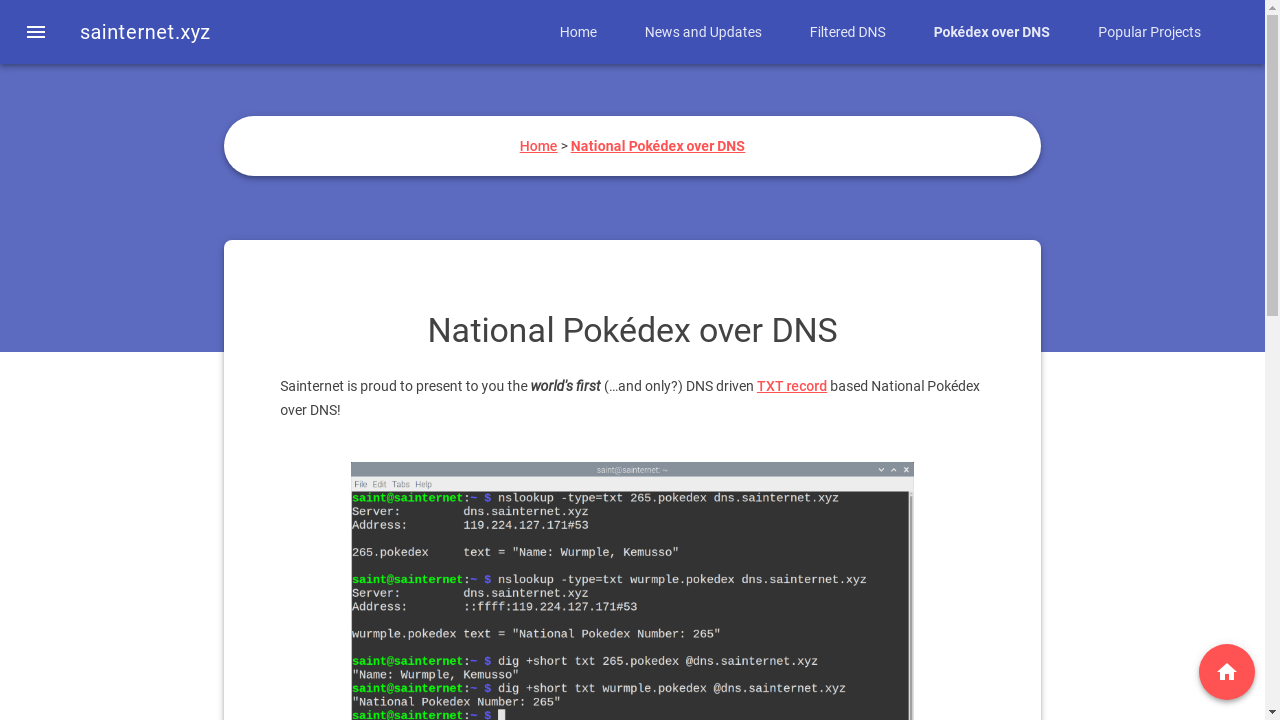 sainternet.xyz
Home
News and Updates
Filtered DNS
Pokédex over DNS
Popular Projects
Home > National Pokédex over DNS
National Pokédex over DNS
Sainternet is proud to present to you the world's first (…and only?) DNS driven TXT record based National Pokédex
over DNS!
saint@sainternet: ~
File Edit Tabs Help
saint@sainternet:~ $ nslookup -type=txt 265.pokedex dns.sainternet.xyz
Server: dns.sainternet.xyz
Address: 119.224.127.171#53
265.pokedex text = "Name: Wurmple, Kemusso"
saint@sainternet:~ $ nslookup -type=txt wurmple.pokedex dns.sainternet.xyz
Server: dns.sainternet.xyz
Address: ::ffff:119.224.127.171#53
wurmple.pokedex text = "National Pokedex Number: 265"
saint@sainternet:~ $ dig +short txt 265.pokedex @dns.sainternet.xyz
"Name: Wurmple, Kemusso"
saint@sainternet:~ $ dig +short txt wurmple.pokedex @dns.sainternet.xyz
"National Pokedex Number: 265"
saint@sainternet:~ $